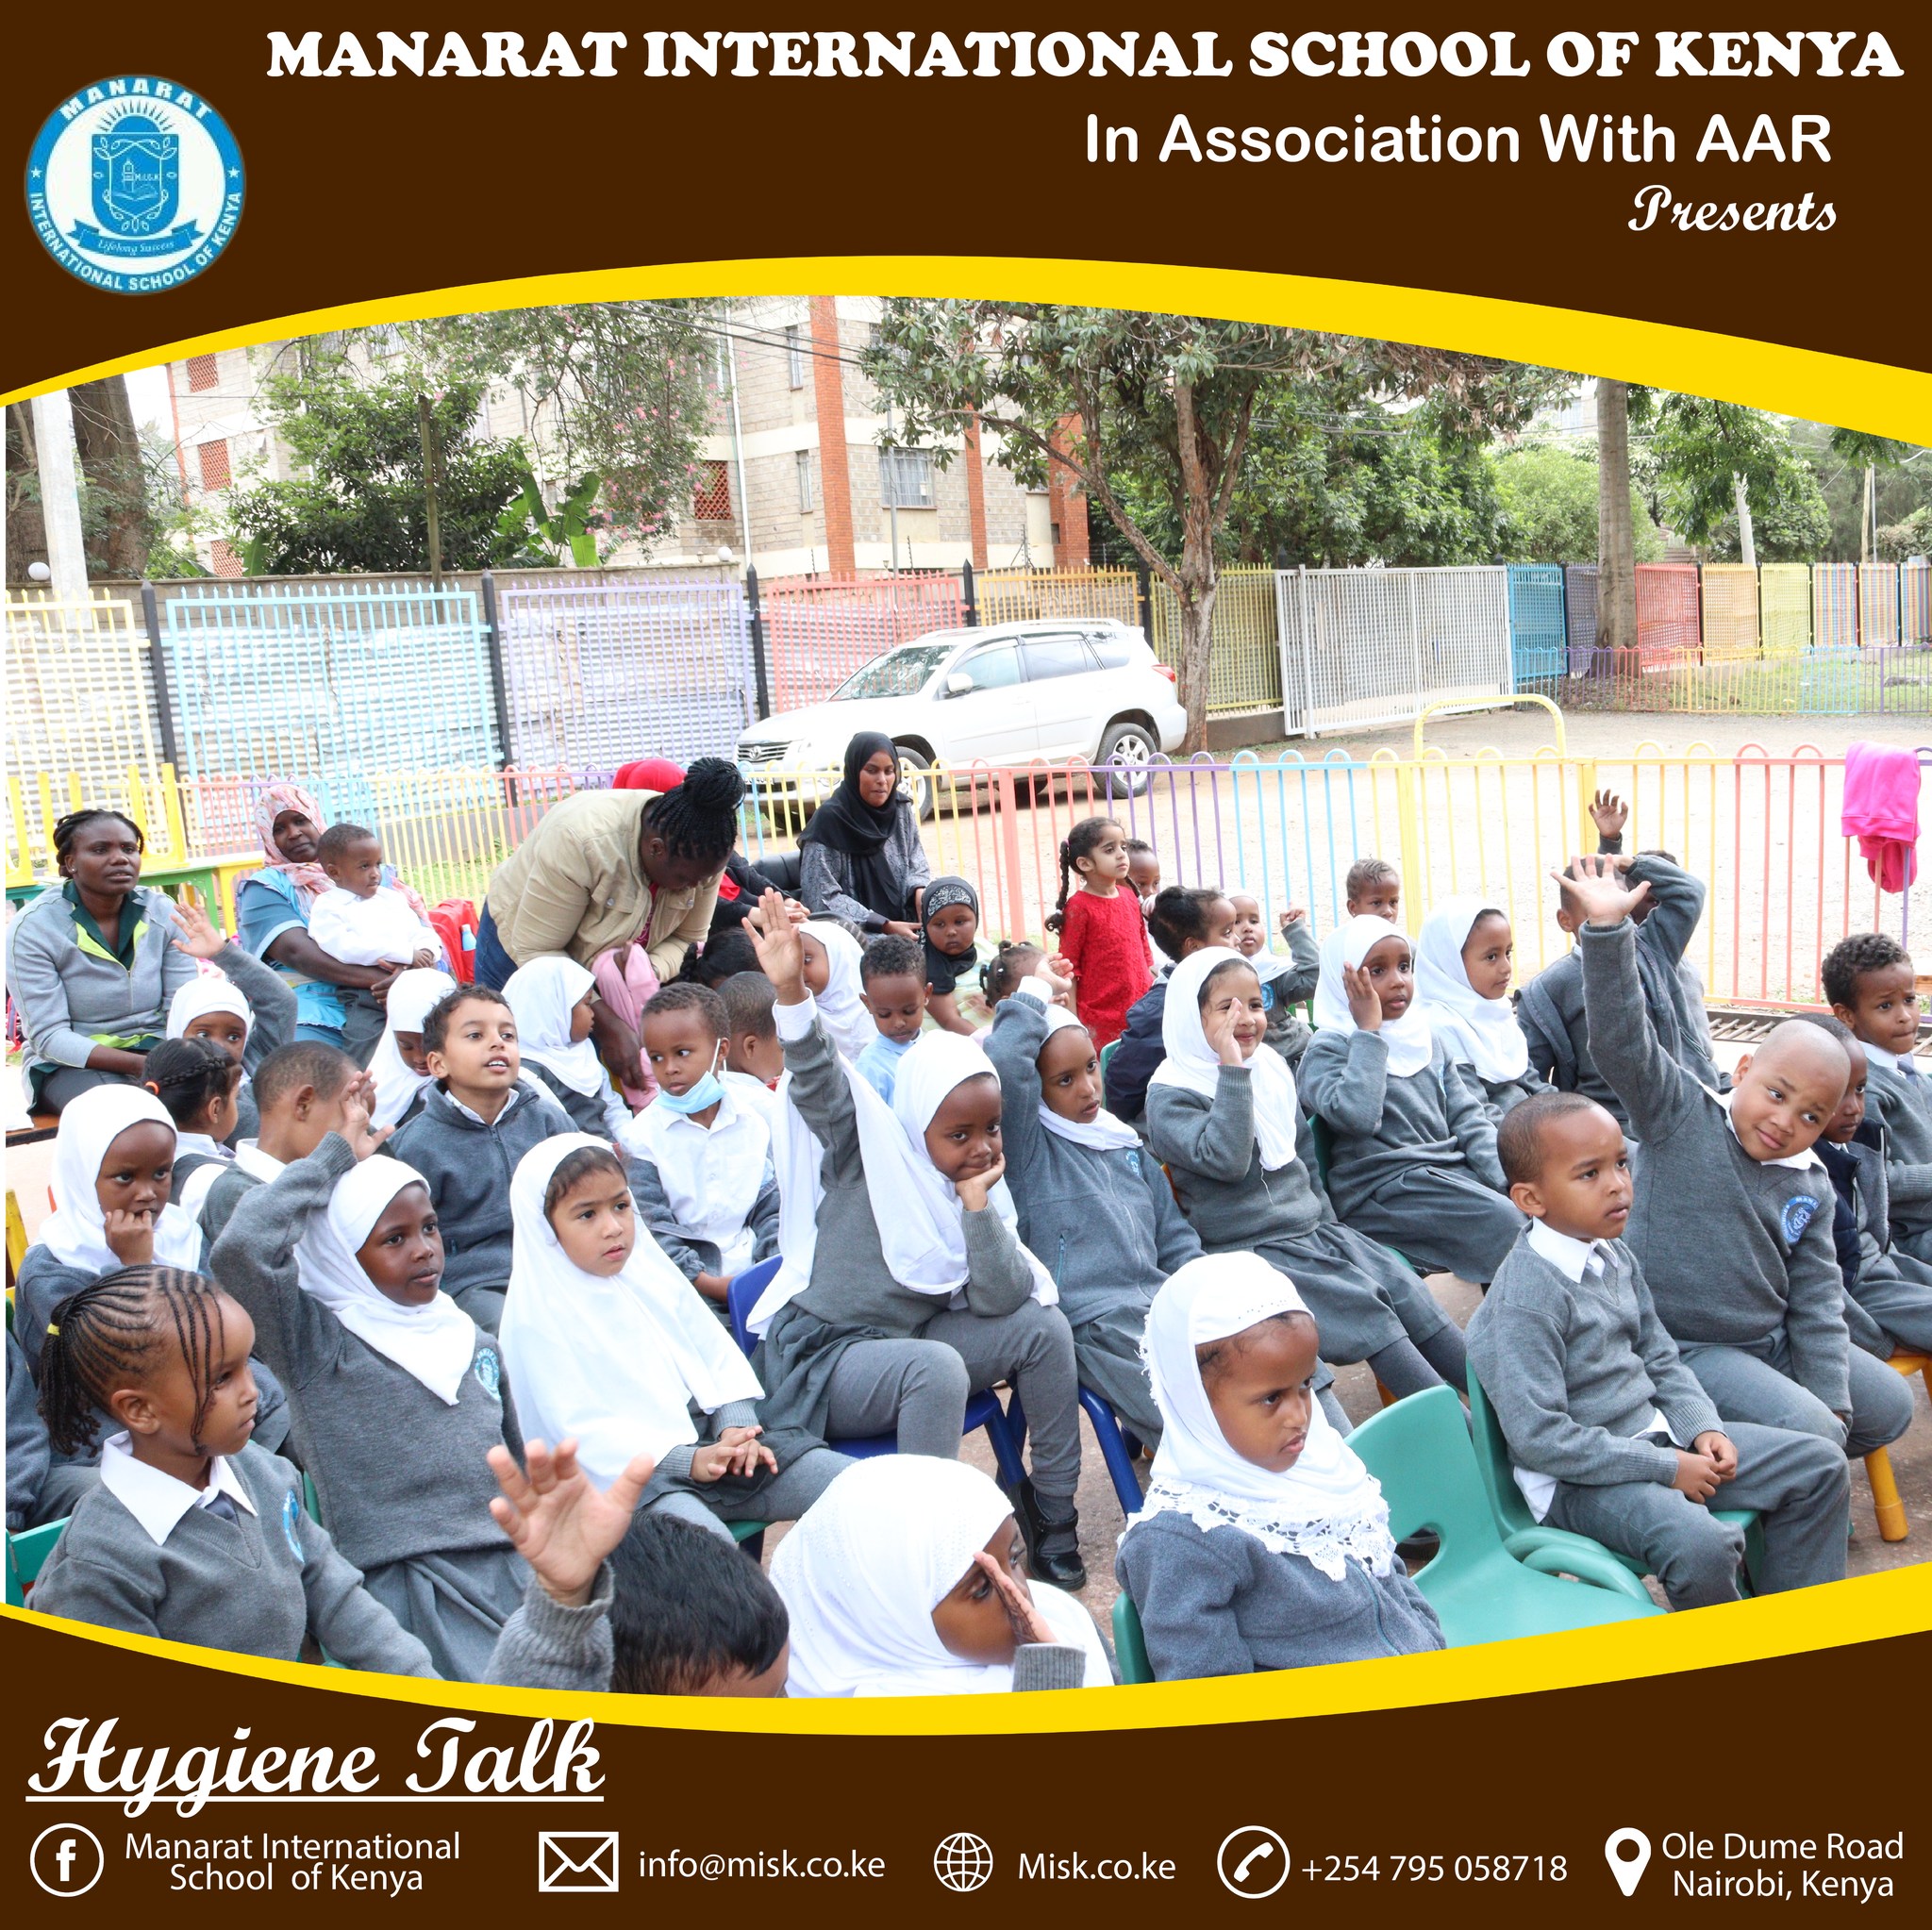 MANARAT INTERNATIONAL SCHOOL OF KENYA
In Association With AAR
Presents
MANARAT
M.I.S.K
Lifelong Success
INTERNATIONAL SCHOOL OF KENYA
Hygiene Talk
Manarat International
School of Kenya
info@misk.co.ke
Misk.co.ke
+254 795 058718
Ole Dume Road
Nairobi, Kenya